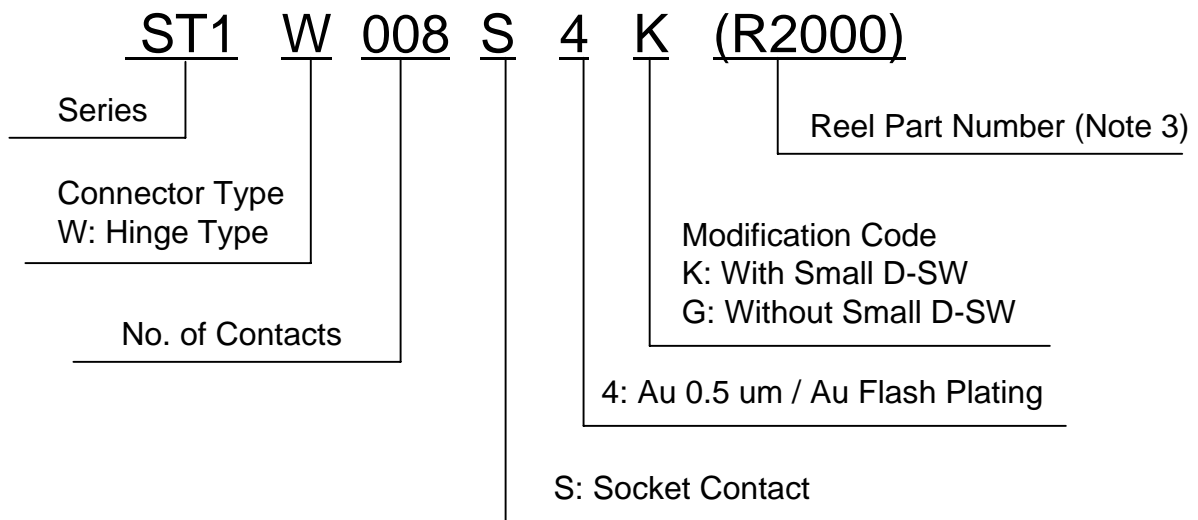 ST1 W 008 S 4 K (R2000)
Series
Reel Part Number (Note 3)
Connector Type
W: Hinge Type
Modification Code
K: With Small D-SW
G: Without Small D-SW
No. of Contacts
4: Au 0.5 um / Au Flash Plating
S: Socket Contact